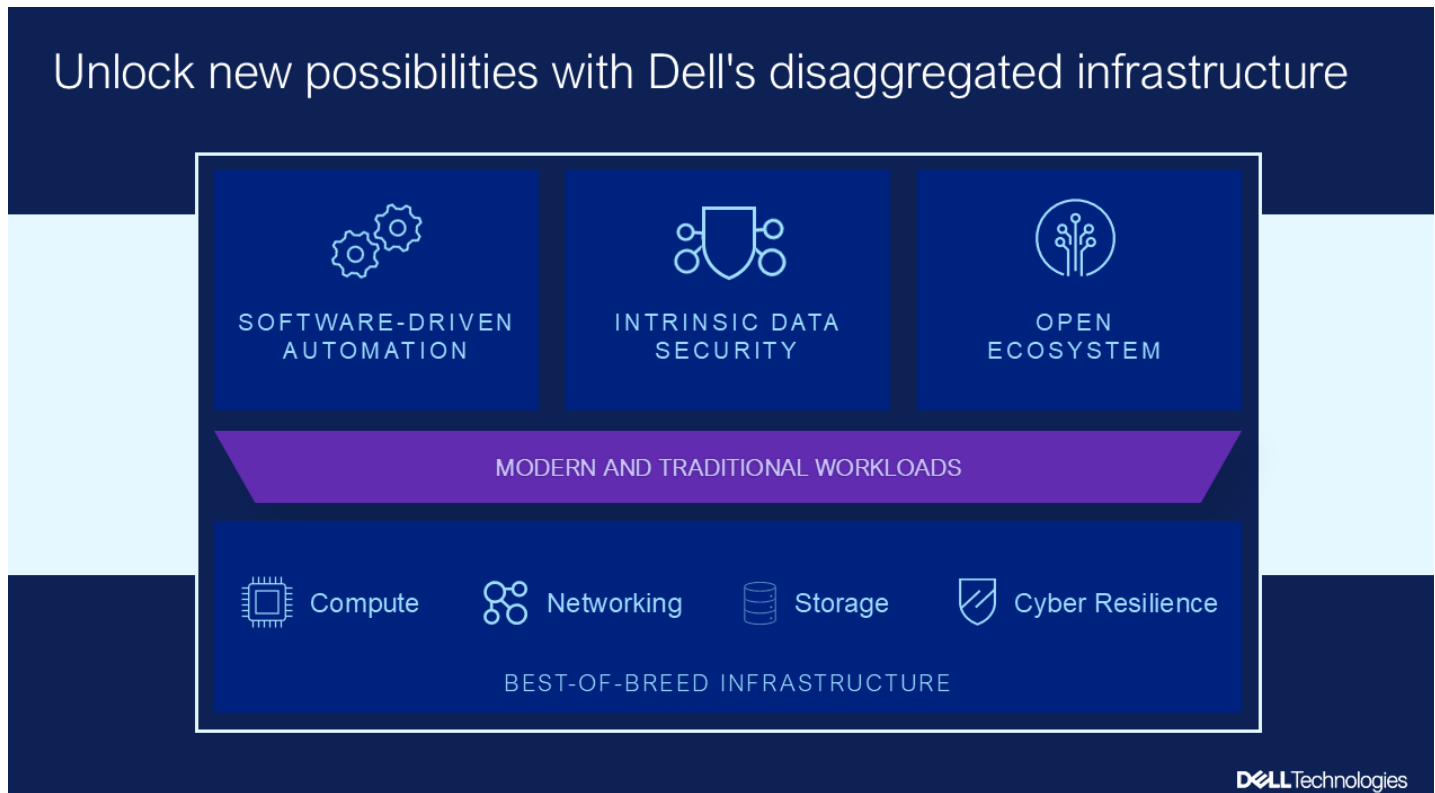 Unlock new possibilities with Dell's disaggregated infrastructure
SOFTWARE-DRIVEN
AUTOMATION
INTRINSIC DATA
SECURITY
OPEN
ECOSYSTEM
MODERN AND TRADITIONAL WORKLOADS
Compute
Networking
Storage
Cyber Resilience
BEST-OF-BREED INFRASTRUCTURE
DELLTechnologies